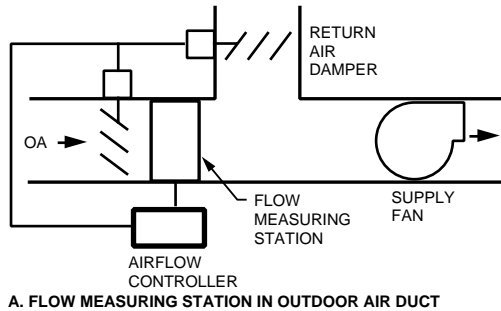 RETURN
AIR
DAMPER
OA
FLOW
MEASURING
STATION
SUPPLY
FAN
AIRFLOW
CONTROLLER
A. FLOW MEASURING STATION IN OUTDOOR AIR DUCT